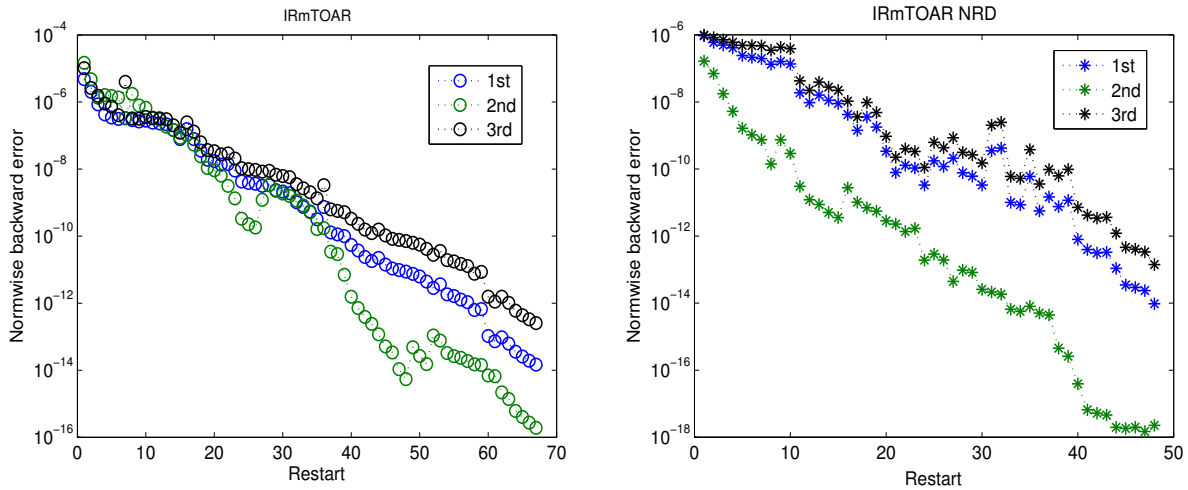 IRmTOAR
10⁻⁴
10⁻⁶
10⁻⁸
10⁻¹⁰
10⁻¹²
10⁻¹⁴
10⁻¹⁶
Normwise backward error
1st
2nd
3rd
0 10 20 30 40 50 60 70
Restart
IRmTOAR NRD
10⁻⁶
10⁻⁸
10⁻¹⁰
10⁻¹²
10⁻¹⁴
10⁻¹⁶
10⁻¹⁸
Normwise backward error
1st
2nd
3rd
0 10 20 30 40 50
Restart